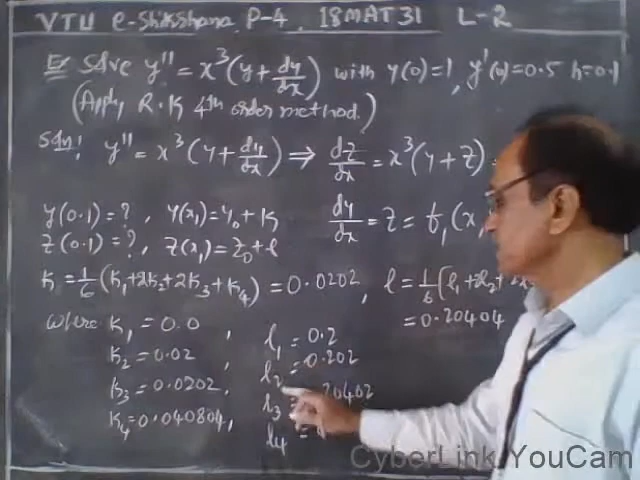 VTU e-Shikshana P-4 18MAT31 L-2
Ex Solve y'' = x³(y + dy/dx) with y(0)=1, y'(0)=0.5 h=0.1
(Apply R.K 4th order method.)
Soln: y'' = x³(y + dy/dx) ⇒ dz/dx = x³(y+z) =
dy/dx = z = f₁(x,
y(0.1)=?, y(x₁)=y₀+k
z(0.1)=?, z(x₁)=z₀+l
k = 1/6(k₁+2k₂+2k₃+k₄) = 0.0202, l = 1/6(l₁+2l₂+
= 0.20404
where k₁ = 0.0, l₁ = 0.2
k₂ = 0.02, l₂ = 0.202
k₃ = 0.0202, l₃ = .20402
k₄ = 0.040804, l₄ =
CyberLink YouCam